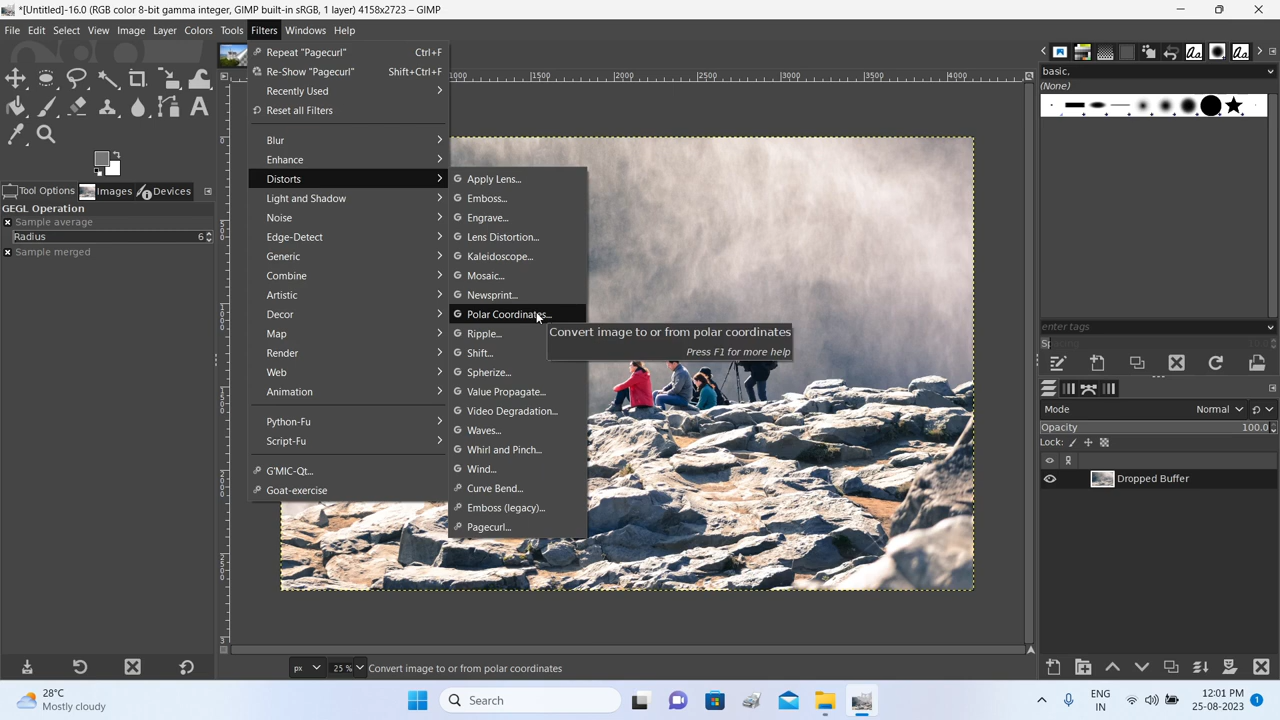 *[Untitled]-16.0 (RGB color 8-bit gamma integer, GIMP built-in sRGB, 1 layer) 4158x2723 – GIMP
File Edit Select View Image Layer Colors Tools Filters Windows Help
Repeat "Pagecurl" Ctrl+F
Re-Show "Pagecurl" Shift+Ctrl+F
Recently Used
Reset all Filters
Blur
Enhance
Distorts
Light and Shadow
Noise
Edge-Detect
Generic
Combine
Artistic
Decor
Map
Render
Web
Animation
Python-Fu
Script-Fu
G'MIC-Qt...
Goat-exercise
Apply Lens...
Emboss...
Engrave...
Lens Distortion...
Kaleidoscope...
Mosaic...
Newsprint...
Polar Coordinates...
Ripple...
Shift...
Spherize...
Value Propagate...
Video Degradation...
Waves...
Whirl and Pinch...
Wind...
Curve Bend...
Emboss (legacy)...
Pagecurl...
Convert image to or from polar coordinates
Press F1 for more help
Tool Options Images Devices
GEGL Operation
Sample average
Radius 6
Sample merged
1000 1500 2000 2500 3000 3500 4000
basic.
(None)
enter tags
Mode Normal
Opacity 100.0
Lock:
Dropped Buffer
px 25 % Convert image to or from polar coordinates
28°C
Mostly cloudy
Search
ENG
IN
12:01 PM
25-08-2023
1